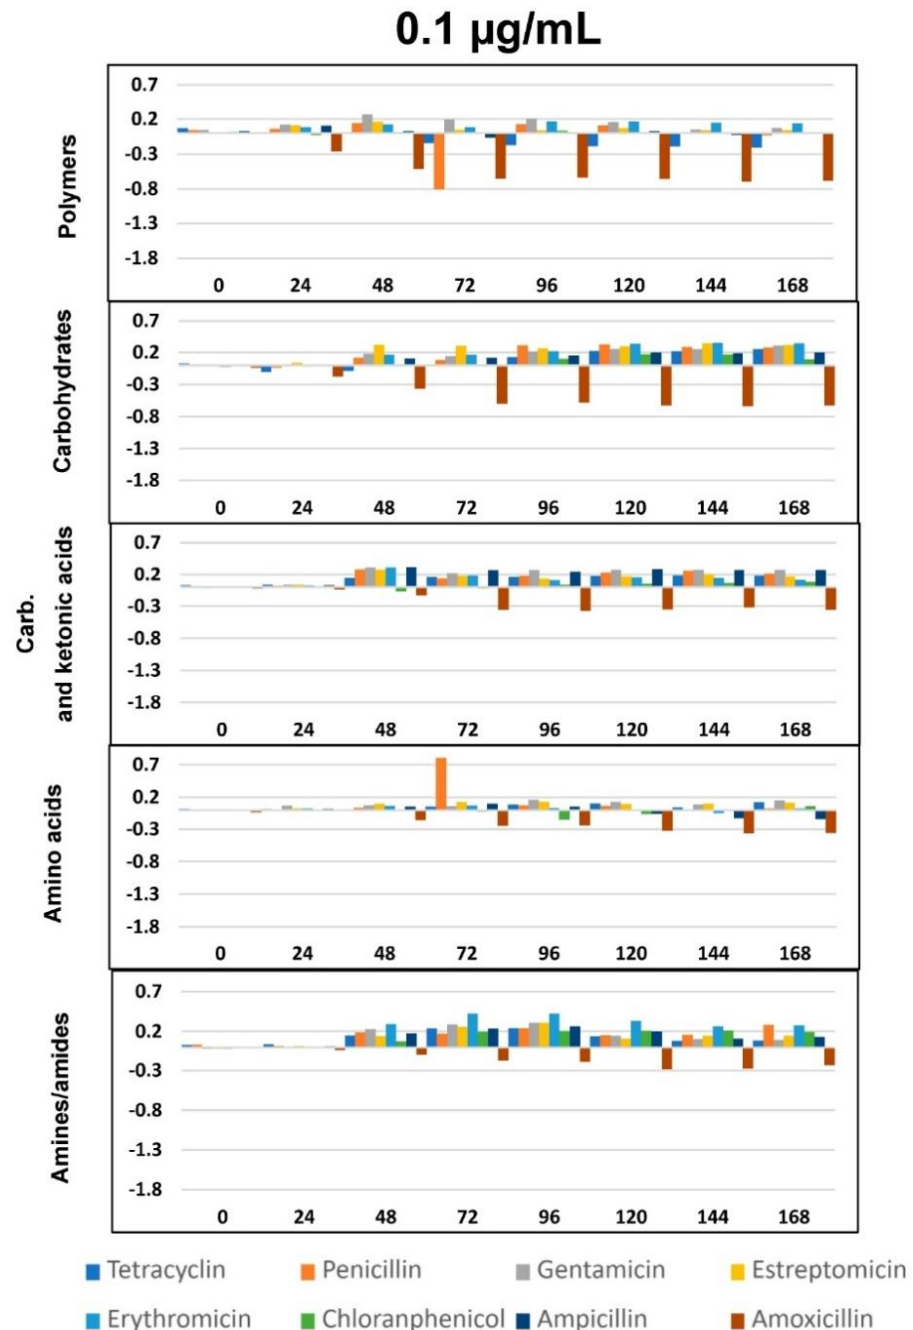 0.1 µg/mL
Polymers
0.7
0.2
-0.3
-0.8
-1.3
-1.8
0 24 48 72 96 120 144 168
Carbohydrates
0.7
0.2
-0.3
-0.8
-1.3
-1.8
0 24 48 72 96 120 144 168
Carb.
and ketonic acids
0.7
0.2
-0.3
-0.8
-1.3
-1.8
0 24 48 72 96 120 144 168
Amino acids
0.7
0.2
-0.3
-0.8
-1.3
-1.8
0 24 48 72 96 120 144 168
Amines/amides
0.7
0.2
-0.3
-0.8
-1.3
-1.8
0 24 48 72 96 120 144 168
Tetracyclin Penicillin Gentamicin Estreptomicin
Erythromicin Chloranphenicol Ampicillin Amoxicillin